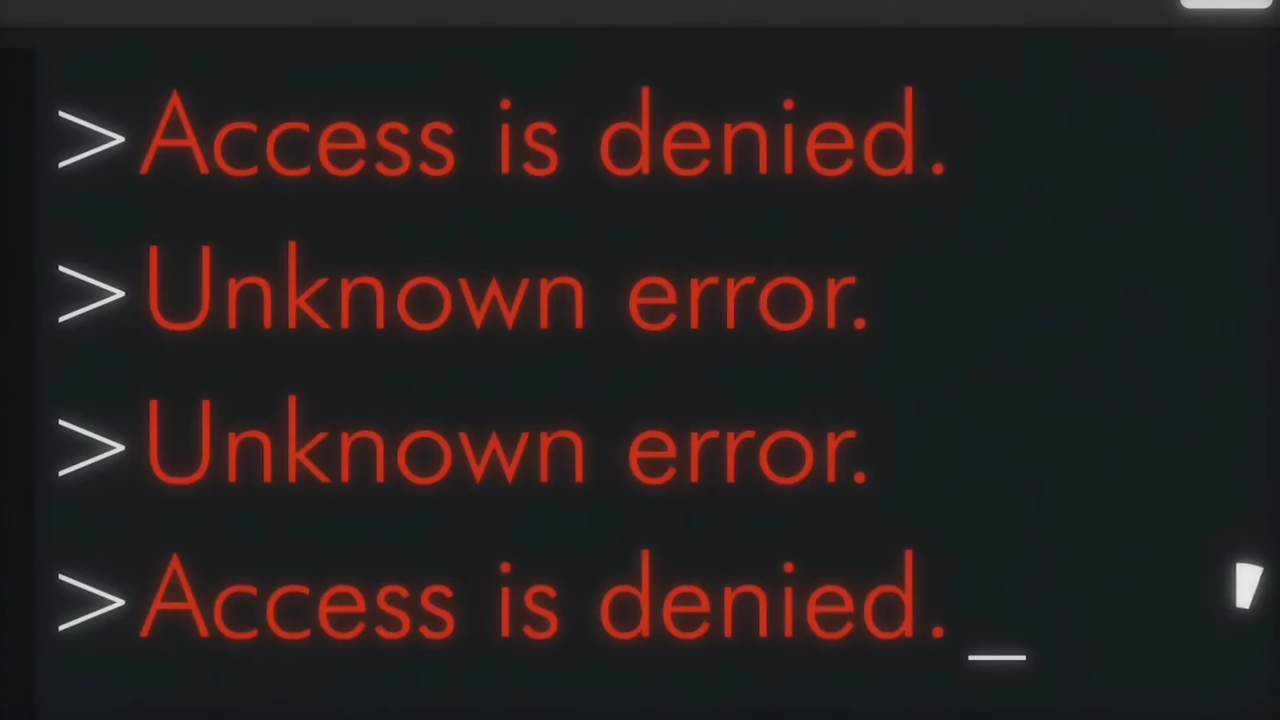 >Access is denied.
>Unknown error.
>Unknown error.
>Access is denied._